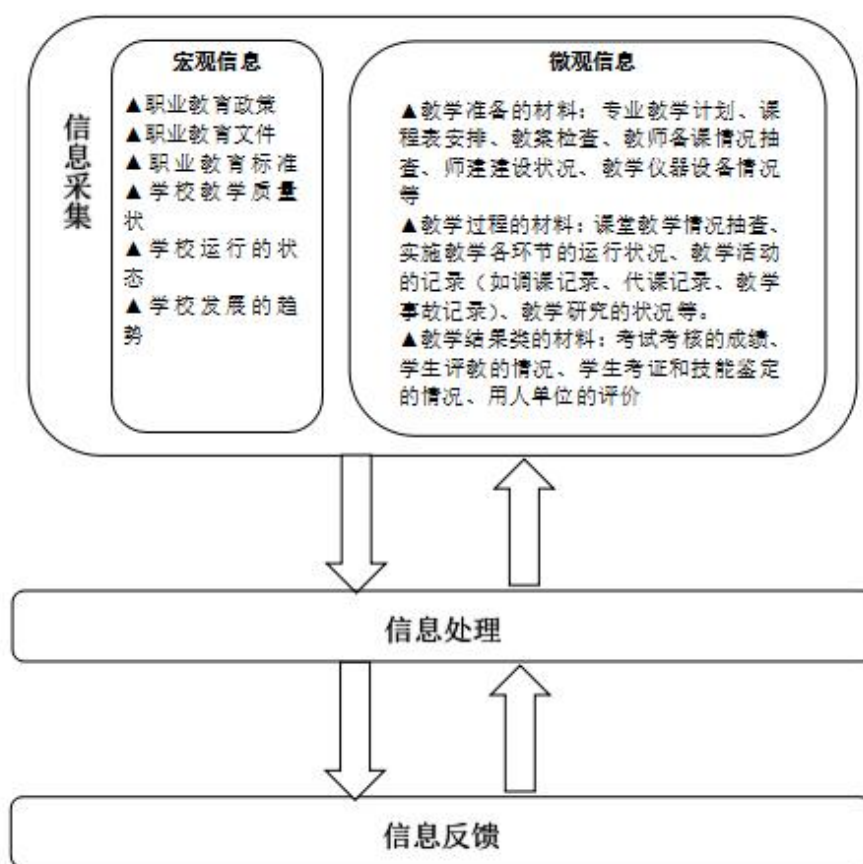 信息采集
宏观信息
▲职业教育政策
▲职业教育文件
▲职业教育标准
▲学校教学质量
状
▲学校运行的状
态
▲学校发展的趋
势
微观信息
▲教学准备的材料：专业教学计划、课
程表安排、教案检查、教师备课情况抽
查、师建建设状况、教学仪器设备情况
等
▲教学过程的材料：课堂教学情况抽查、
实施教学各环节的运行状况、教学活动
的记录（如调课记录、代课记录、教学
事故记录）、教学研究的状况等。
▲教学结果类的材料：考试考核的成绩、
学生评教的情况、学生考证和技能鉴定
的情况、用人单位的评价
信息处理
信息反馈